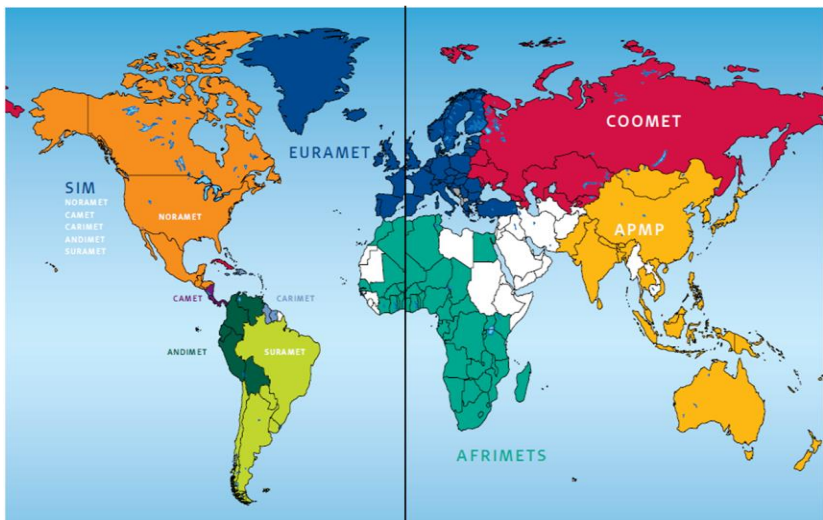 COOMET
EURAMET
SIM
NORAMET
CAMET
CARIMET
ANDIMET
SURAMET
NORAMET
APMP
CAMET
CARIMET
ANDIMET
SURAMET
AFRIMETS